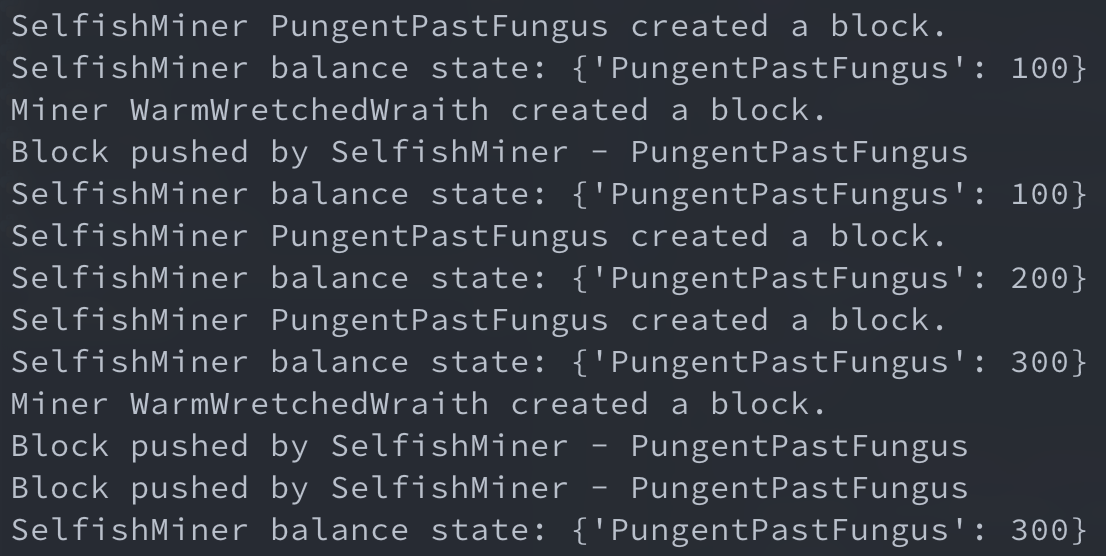 SelfishMiner PungentPastFungus created a block.
SelfishMiner balance state: {'PungentPastFungus': 100}
Miner WarmWretchedWraith created a block.
Block pushed by SelfishMiner - PungentPastFungus
SelfishMiner balance state: {'PungentPastFungus': 100}
SelfishMiner PungentPastFungus created a block.
SelfishMiner balance state: {'PungentPastFungus': 200}
SelfishMiner PungentPastFungus created a block.
SelfishMiner balance state: {'PungentPastFungus': 300}
Miner WarmWretchedWraith created a block.
Block pushed by SelfishMiner - PungentPastFungus
Block pushed by SelfishMiner - PungentPastFungus
SelfishMiner balance state: {'PungentPastFungus': 300}